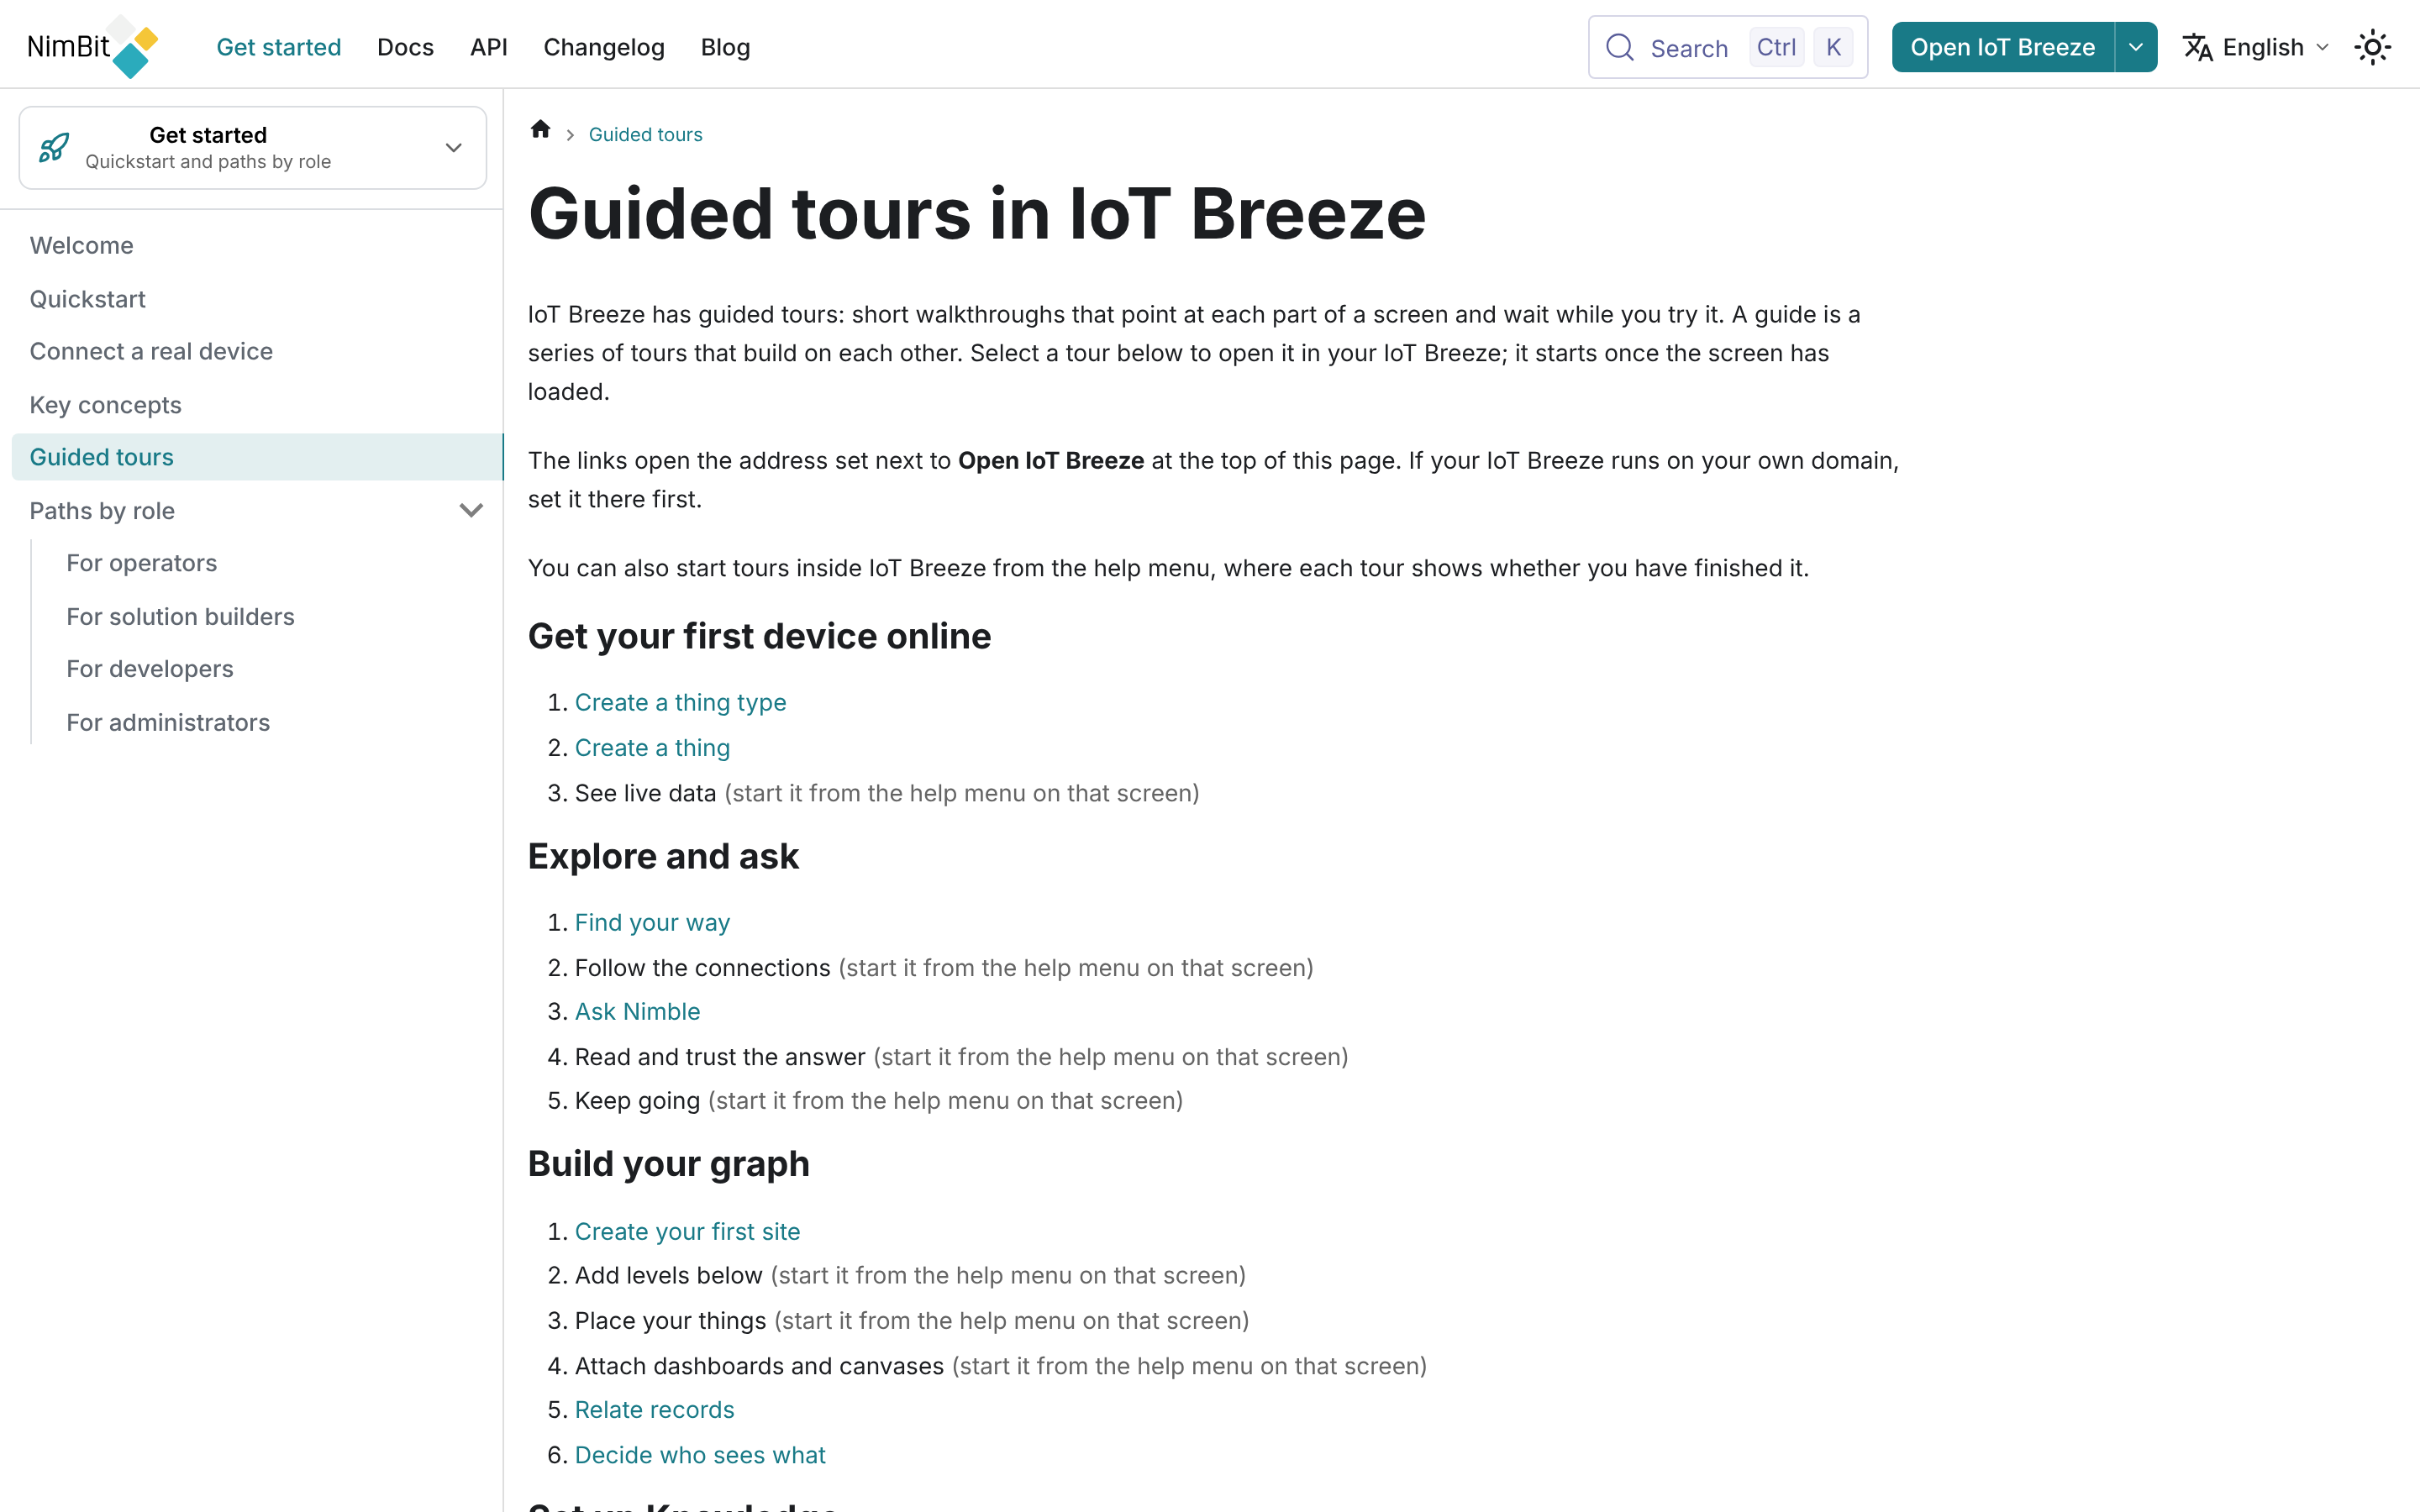 NimBit
Get started
Docs
API
Changelog
Blog
Search Ctrl K
Open IoT Breeze
English
Get started
Quickstart and paths by role
Welcome
Quickstart
Connect a real device
Key concepts
Guided tours
Paths by role
For operators
For solution builders
For developers
For administrators
Guided tours
Guided tours in IoT Breeze
IoT Breeze has guided tours: short walkthroughs that point at each part of a screen and wait while you try it. A guide is a
series of tours that build on each other. Select a tour below to open it in your IoT Breeze; it starts once the screen has
loaded.
The links open the address set next to Open IoT Breeze at the top of this page. If your IoT Breeze runs on your own domain,
set it there first.
You can also start tours inside IoT Breeze from the help menu, where each tour shows whether you have finished it.
Get your first device online
1. Create a thing type
2. Create a thing
3. See live data (start it from the help menu on that screen)
Explore and ask
1. Find your way
2. Follow the connections (start it from the help menu on that screen)
3. Ask Nimble
4. Read and trust the answer (start it from the help menu on that screen)
5. Keep going (start it from the help menu on that screen)
Build your graph
1. Create your first site
2. Add levels below (start it from the help menu on that screen)
3. Place your things (start it from the help menu on that screen)
4. Attach dashboards and canvases (start it from the help menu on that screen)
5. Relate records
6. Decide who sees what
Set up Knowledge